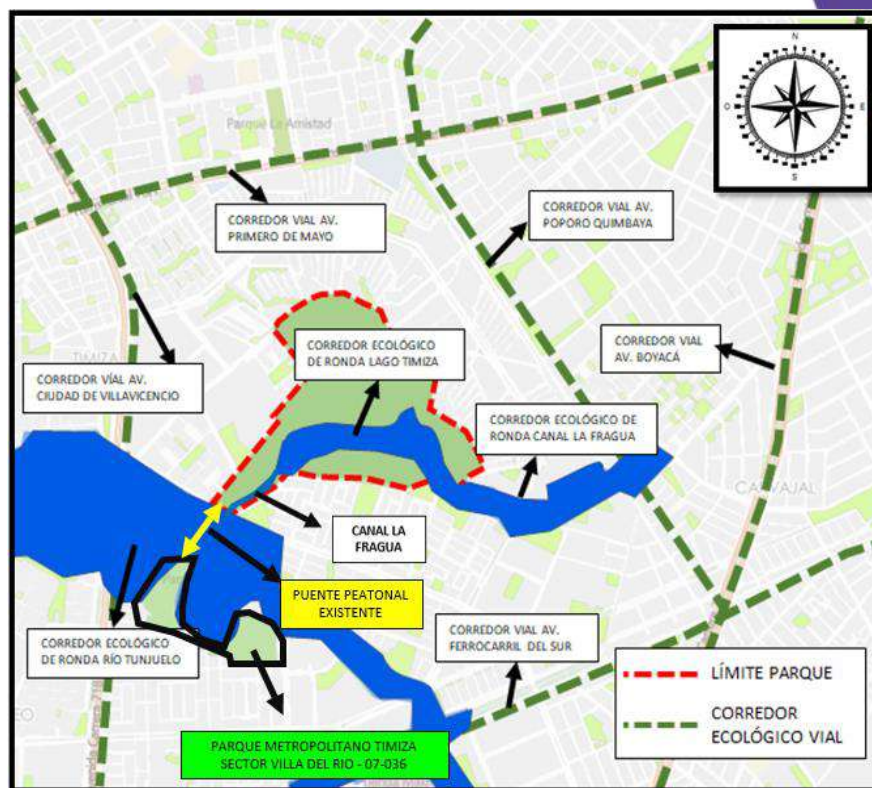 N
O
E
S
Parque La Amistad
CORREDOR VIAL AV.
PRIMERO DE MAYO
CORREDOR VIAL AV.
POPORO QUIMBAYA
CORREDOR ECOLÓGICO
DE RONDA LAGO TIMIZA
CORREDOR VIAL
AV. BOYACÁ
TIMIZA
CORREDOR VÍAL AV.
CIUDAD DE VILLAVICENCIO
CORREDOR ECOLÓGICO DE
RONDA CANAL LA FRAGUA
CARVAJAL
CANAL LA
FRAGUA
PUENTE PEATONAL
EXISTENTE
CORREDOR ECOLÓGICO
DE RONDA RÍO TUNJUELO
CORREDOR VIAL AV.
FERROCARRIL DEL SUR
LÍMITE PARQUE
CORREDOR
ECOLÓGICO VIAL
PARQUE METROPOLITANO TIMIZA
SECTOR VILLA DEL RIO - 07-036